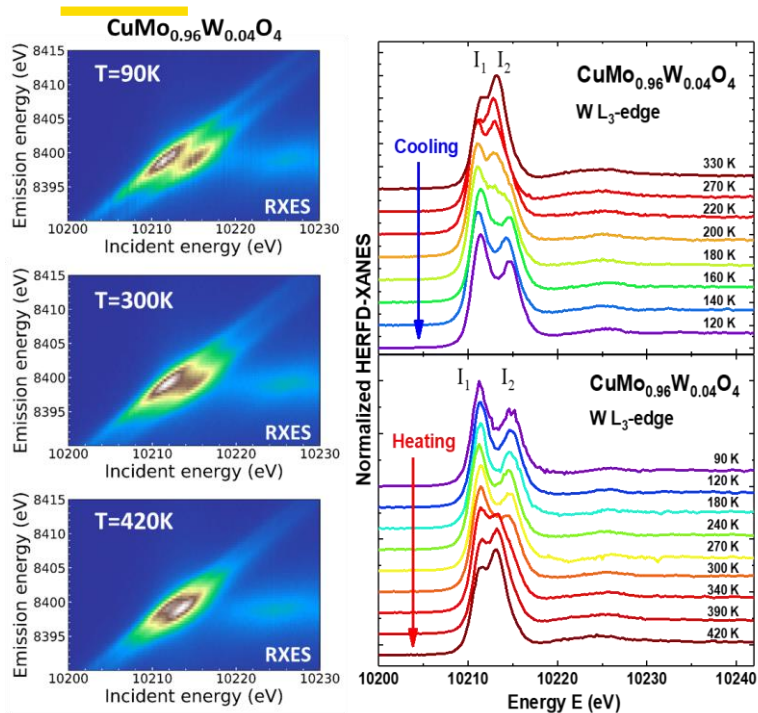 CuMo0.96W0.04O4
T=90K
RXES
8415
8410
8405
8400
8395
Emission energy (eV)
10200
10210
10220
10230
Incident energy (eV)
T=300K
RXES
8415
8410
8405
8400
8395
Emission energy (eV)
10200
10210
10220
10230
Incident energy (eV)
T=420K
RXES
8415
8410
8405
8400
8395
Emission energy (eV)
10200
10210
10220
10230
Incident energy (eV)
Normalized HERFD-XANES
I1 I2
CuMo0.96W0.04O4
W L3-edge
Cooling
330 K
270 K
220 K
200 K
180 K
160 K
140 K
120 K
I1 I2
CuMo0.96W0.04O4
W L3-edge
Heating
90 K
120 K
180 K
240 K
270 K
300 K
340 K
390 K
420 K
10200
10210
10220
10230
10240
Energy E (eV)